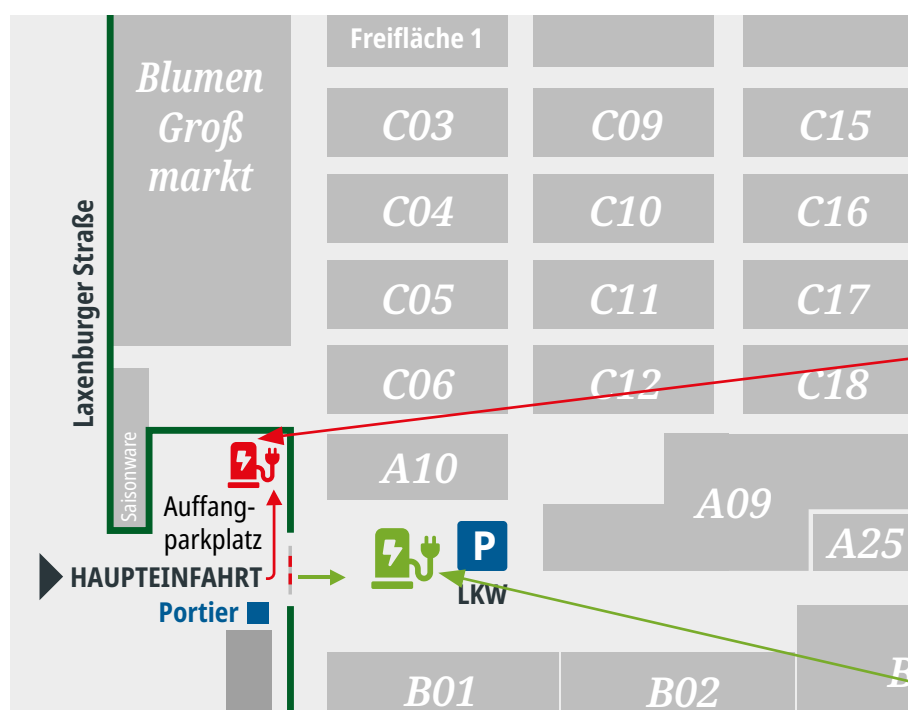 Freifläche 1
Blumen
Groß
markt
C03
C09
C15
C04
C10
C16
Laxenburger Straße
C05
C11
C17
C06
C12
C18
Saisonware
A10
A09
Auffang-
parkplatz
P
A25
HAUPTEINFAHRT
LKW
Portier
B01
B02
B